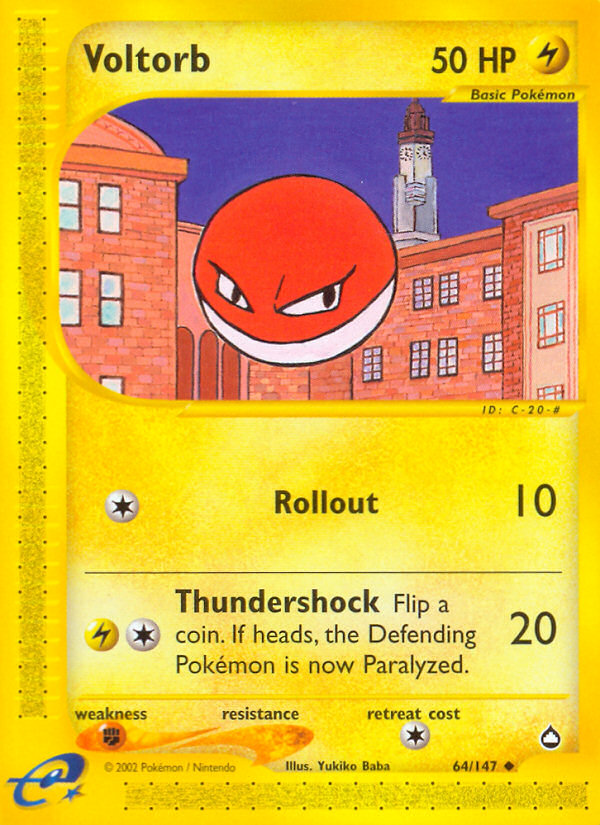 Voltorb
50 HP
Basic Pokémon
ID: C-20-#
Rollout 10
Thundershock Flip a
coin. If heads, the Defending
Pokémon is now Paralyzed.
20
weakness resistance retreat cost
© 2002 Pokémon / Nintendo Illus. Yukiko Baba 64/147
e